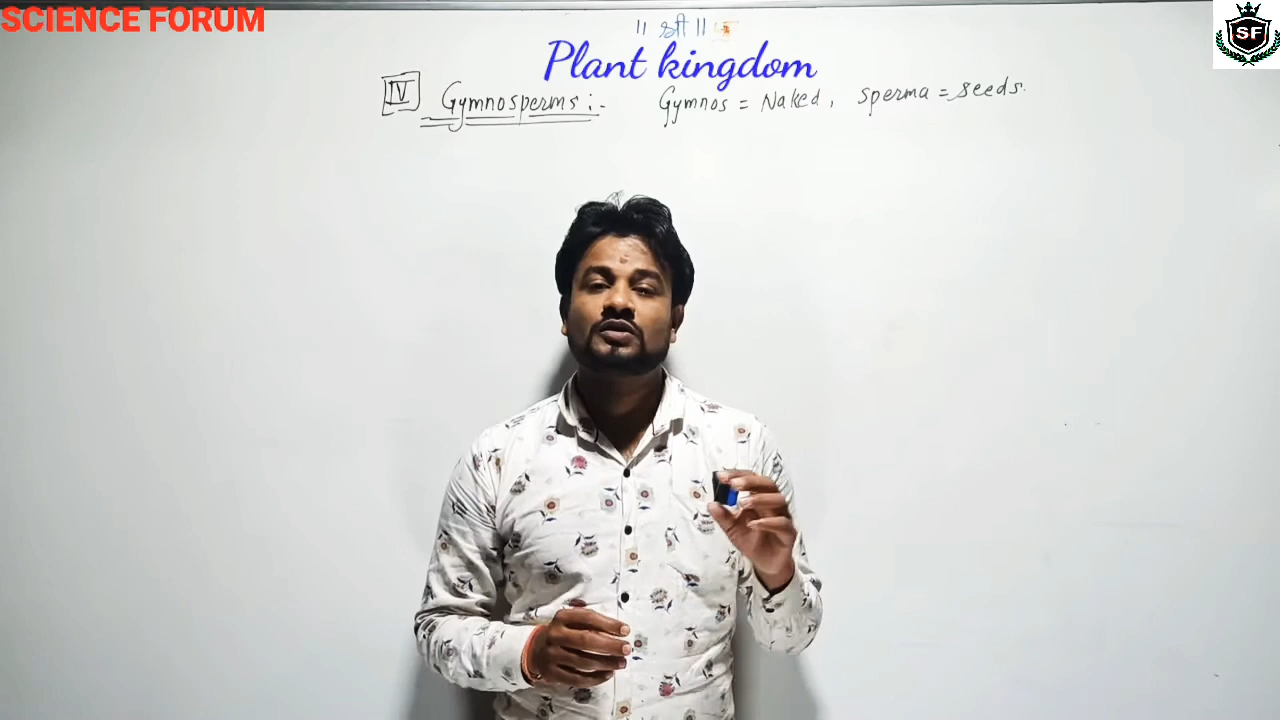 SCIENCE FORUM
|| श्री ||
SF
Plant kingdom
IV Gymnosperms :- Gymnos = Naked, sperma = seeds.